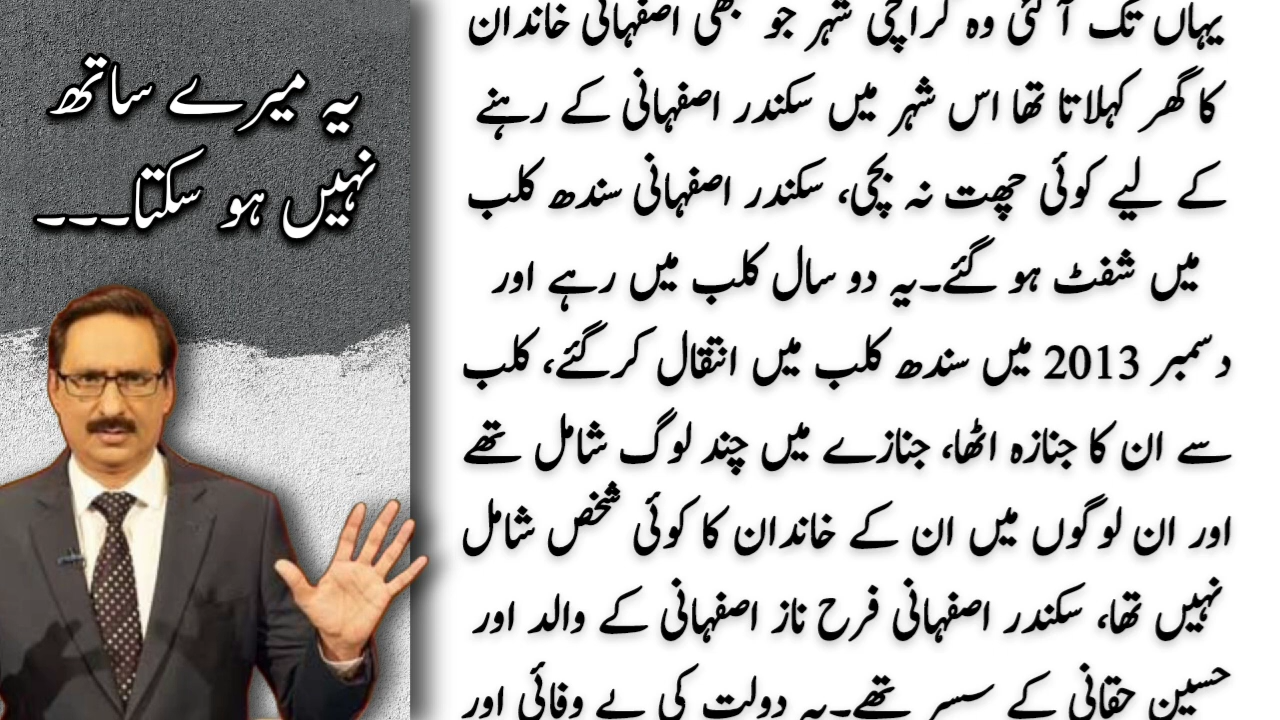 یہ میرے ساتھ
نہیں ہو سکتا۔۔۔
یہاں تک آ گئی وہ کراچی شہر جو کبھی اصفہانی خاندان
کا گھر کہلاتا تھا اس شہر میں سکندر اصفہانی کے رہنے
کے لیے کوئی چھت نہ بچی، سکندر اصفہانی سندھ کلب
میں شفٹ ہو گئے۔یہ دو سال کلب میں رہے اور
دسمبر 2013 میں سندھ کلب میں انتقال کرگئے، کلب
سے ان کا جنازہ اٹھا، جنازے میں چند لوگ شامل تھے
اور ان لوگوں میں ان کے خاندان کا کوئی شخص شامل
نہیں تھا، سکندر اصفہانی فرح ناز اصفہانی کے والد اور
حسین حقانی کے سسر تھے۔یہ دولت کی بے وفائی اور